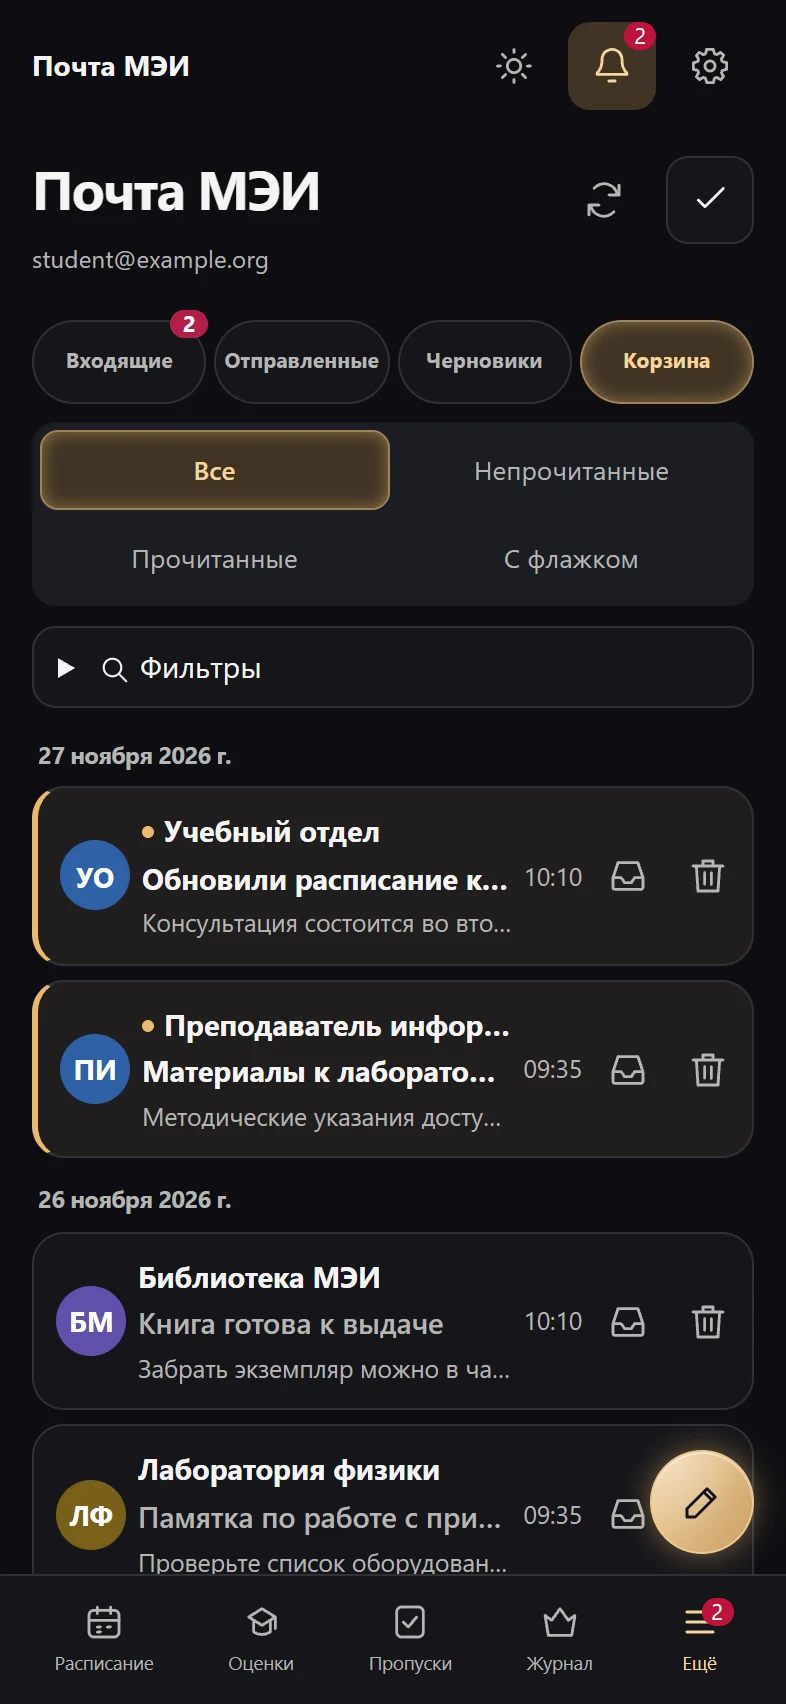 Почта МЭИ
2
Почта МЭИ
student@example.org
Входящие
2
Отправленные
Черновики
Корзина
Все
Непрочитанные
Прочитанные
С флажком
Фильтры
27 ноября 2026 г.
УО
Учебный отдел
Обновили расписание к...
10:10
Консультация состоится во вто...
ПИ
Преподаватель инфор...
Материалы к лаборато...
09:35
Методические указания досту...
26 ноября 2026 г.
БМ
Библиотека МЭИ
Книга готова к выдаче
10:10
Забрать экземпляр можно в ча...
ЛФ
Лаборатория физики
Памятка по работе с при...
09:35
Проверьте список оборудован...
Расписание
Оценки
Пропуски
Журнал
2
Ещё